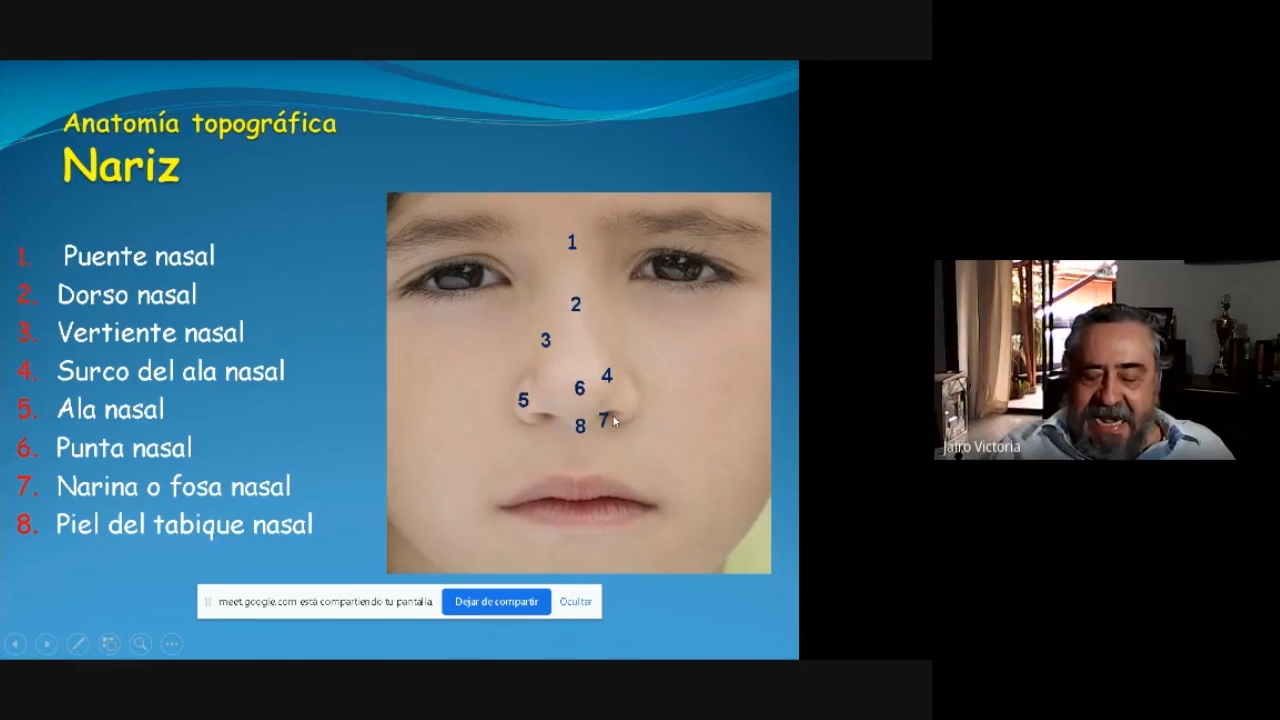 Anatomía topográfica
Nariz
1. Puente nasal
2. Dorso nasal
3. Vertiente nasal
4. Surco del ala nasal
5. Ala nasal
6. Punta nasal
7. Narina o fosa nasal
8. Piel del tabique nasal
1
2
3
4
6
5
7
8
meet.google.com está compartiendo tu pantalla.
Dejar de compartir
Ocultar
Jairo Victoria